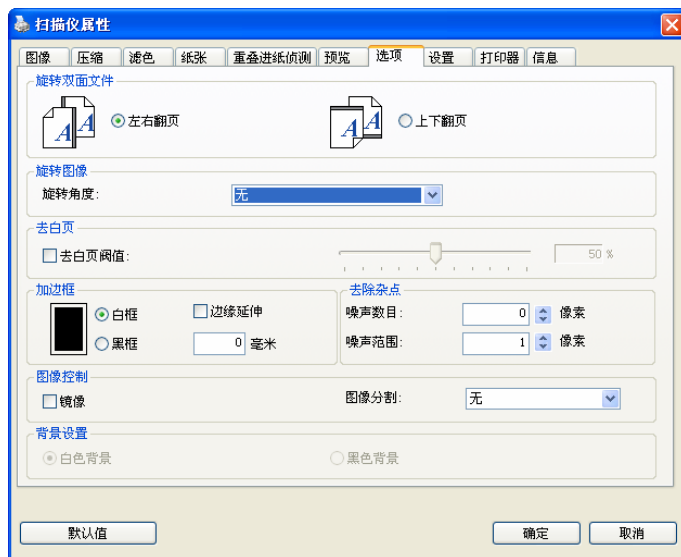 扫描仪属性
图像 压缩 滤色 纸张 重叠进纸侦测 预览 选项 设置 打印器 信息
旋转双面文件
A A 左右翻页 A A 上下翻页
旋转图像
旋转角度: 无
去白页
去白页阀值: 50 %
加边框 去除杂点
白框 边缘延伸 噪声数目: 0 像素
黑框 0 毫米 噪声范围: 1 像素
图像控制
镜像 图像分割: 无
背景设置
白色背景 黑色背景
默认值 确定 取消